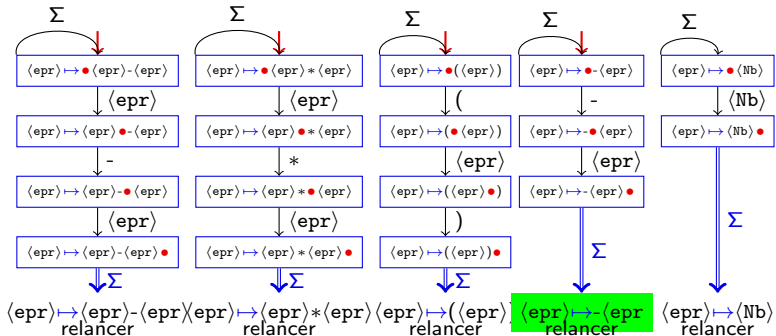 Σ Σ Σ Σ Σ
⟨epr⟩↦●⟨epr⟩-⟨epr⟩ ⟨epr⟩↦●⟨epr⟩*⟨epr⟩ ⟨epr⟩↦●(⟨epr⟩) ⟨epr⟩↦●-⟨epr⟩ ⟨epr⟩↦●⟨Nb⟩
⟨epr⟩ ⟨epr⟩ ( - ⟨Nb⟩
⟨epr⟩↦⟨epr⟩●-⟨epr⟩ ⟨epr⟩↦⟨epr⟩●*⟨epr⟩ ⟨epr⟩↦(●⟨epr⟩) ⟨epr⟩↦-●⟨epr⟩ ⟨epr⟩↦⟨Nb⟩●
- * ⟨epr⟩ ⟨epr⟩
⟨epr⟩↦⟨epr⟩-●⟨epr⟩ ⟨epr⟩↦⟨epr⟩*●⟨epr⟩ ⟨epr⟩↦(⟨epr⟩●) ⟨epr⟩↦-⟨epr⟩●
⟨epr⟩ ⟨epr⟩ ) Σ Σ
⟨epr⟩↦⟨epr⟩-⟨epr⟩● ⟨epr⟩↦⟨epr⟩*⟨epr⟩● ⟨epr⟩↦(⟨epr⟩)●
Σ Σ Σ
⟨epr⟩↦⟨epr⟩-⟨epr⟩ ⟨epr⟩↦⟨epr⟩*⟨epr⟩ ⟨epr⟩↦(⟨epr⟩) ⟨epr⟩↦-⟨epr ⟨epr⟩↦⟨Nb⟩
relancer relancer relancer relancer relancer